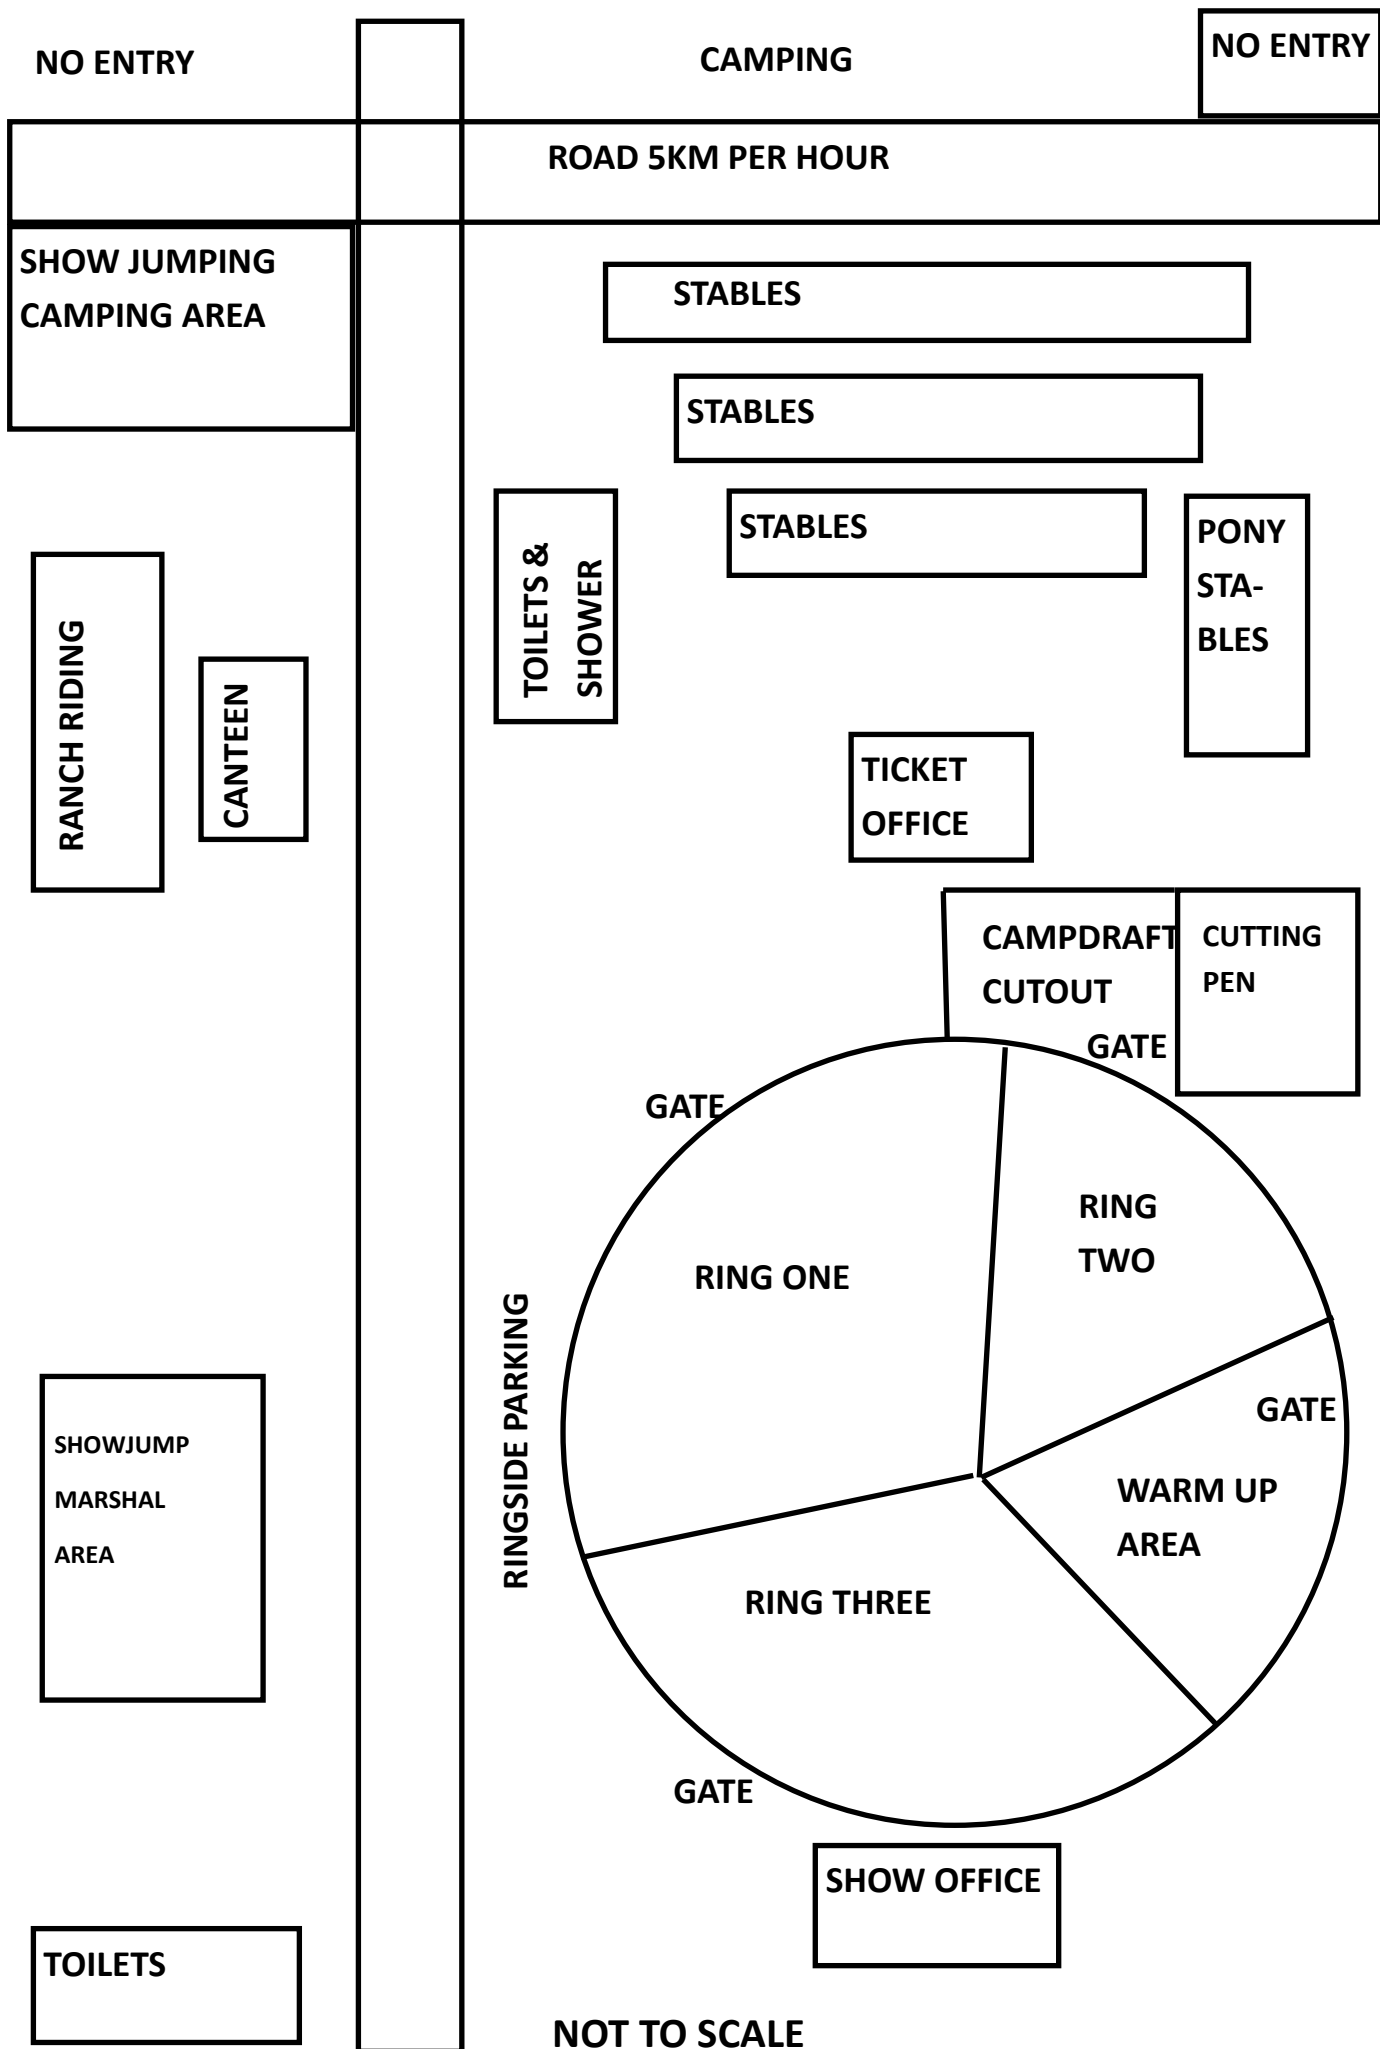 NO ENTRY
CAMPING
NO ENTRY
ROAD 5KM PER HOUR
SHOW JUMPING
CAMPING AREA
STABLES
STABLES
STABLES
TOILETS &
SHOWER
PONY
STA-
BLES
RANCH RIDING
CANTEEN
TICKET
OFFICE
CAMPDRAFT
CUTOUT
GATE
CUTTING
PEN
GATE
RING
TWO
RING ONE
RINGSIDE PARKING
GATE
SHOWJUMP
MARSHAL
AREA
WARM UP
AREA
RING THREE
GATE
SHOW OFFICE
TOILETS
NOT TO SCALE